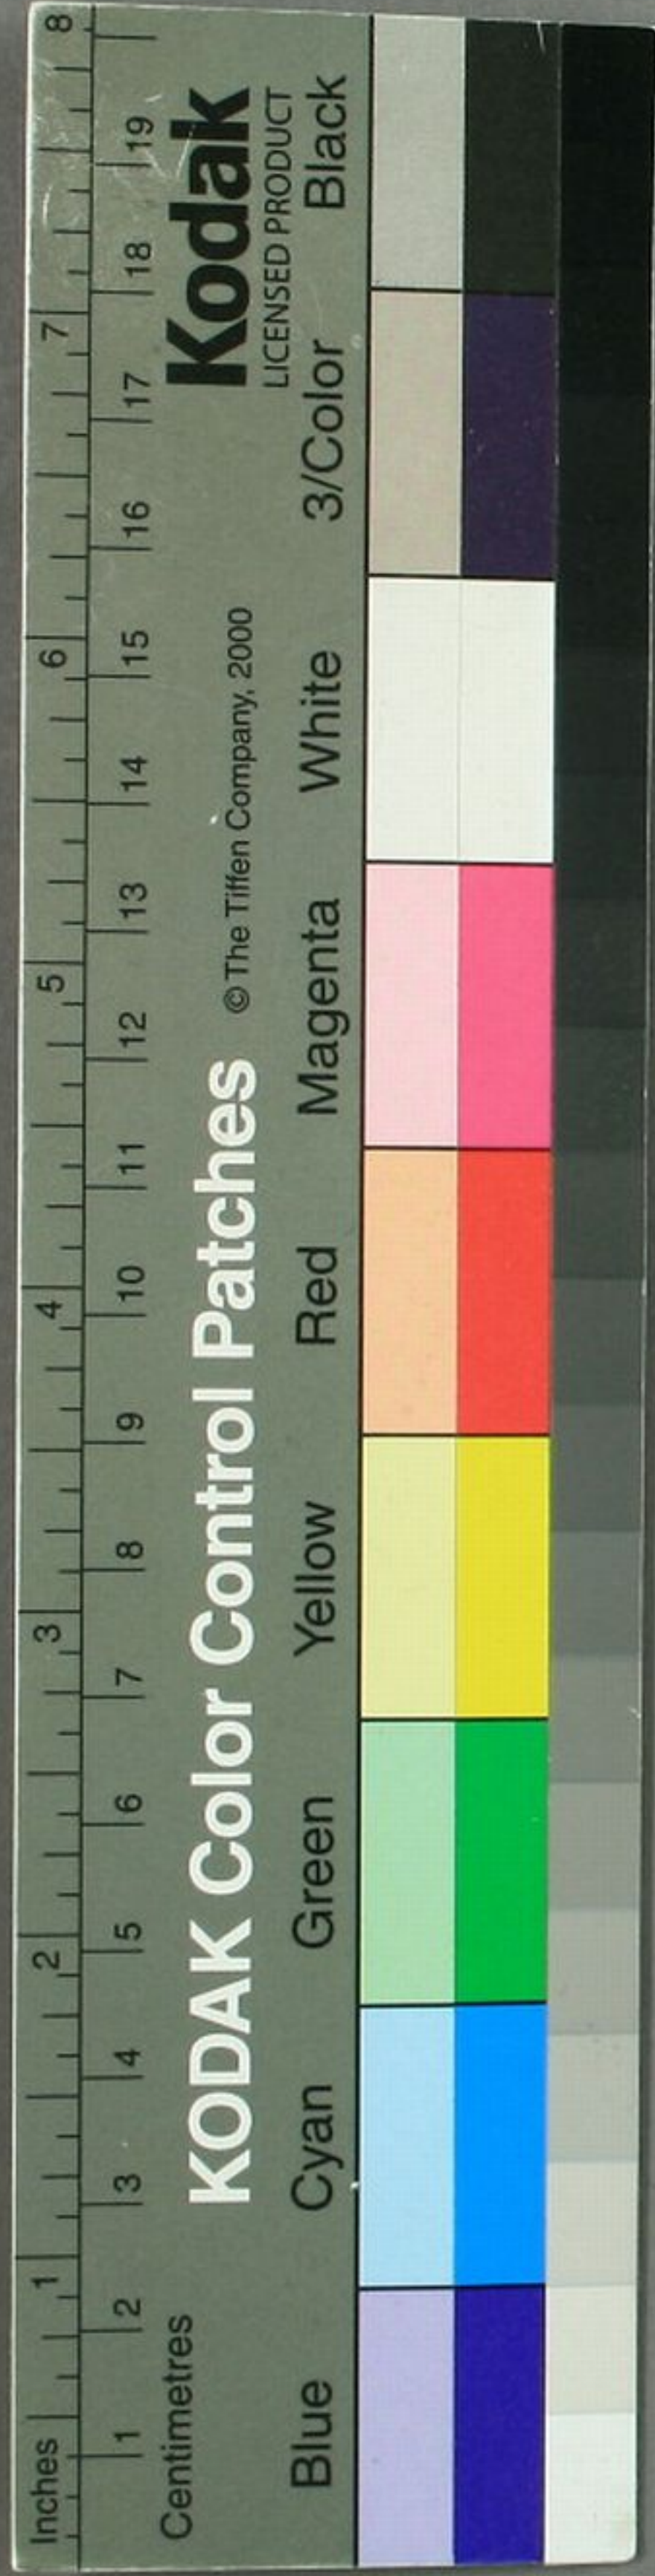 Inches 1 2 3 4 5 6 7 8
1 2 3 4 5 6 7 8 9 10 11 12 13 14 15 16 17 18 19
Centimetres
KODAK Color Control Patches © The Tiffen Company, 2000 Kodak
LICENSED PRODUCT
Blue Cyan Green Yellow Red Magenta White 3/Color Black